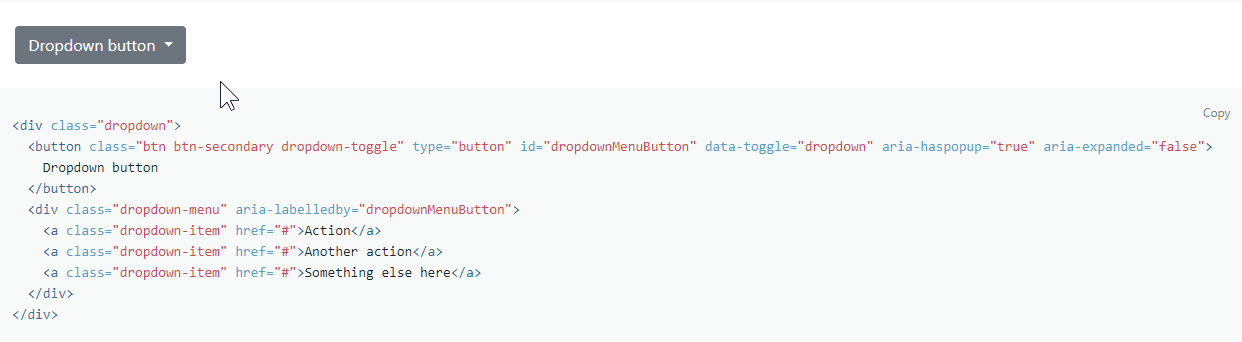 Dropdown button
Copy
<div class="dropdown">
  <button class="btn btn-secondary dropdown-toggle" type="button" id="dropdownMenuButton" data-toggle="dropdown" aria-haspopup="true" aria-expanded="false">
    Dropdown button
  </button>
  <div class="dropdown-menu" aria-labelledby="dropdownMenuButton">
    <a class="dropdown-item" href="#">Action</a>
    <a class="dropdown-item" href="#">Another action</a>
    <a class="dropdown-item" href="#">Something else here</a>
  </div>
</div>